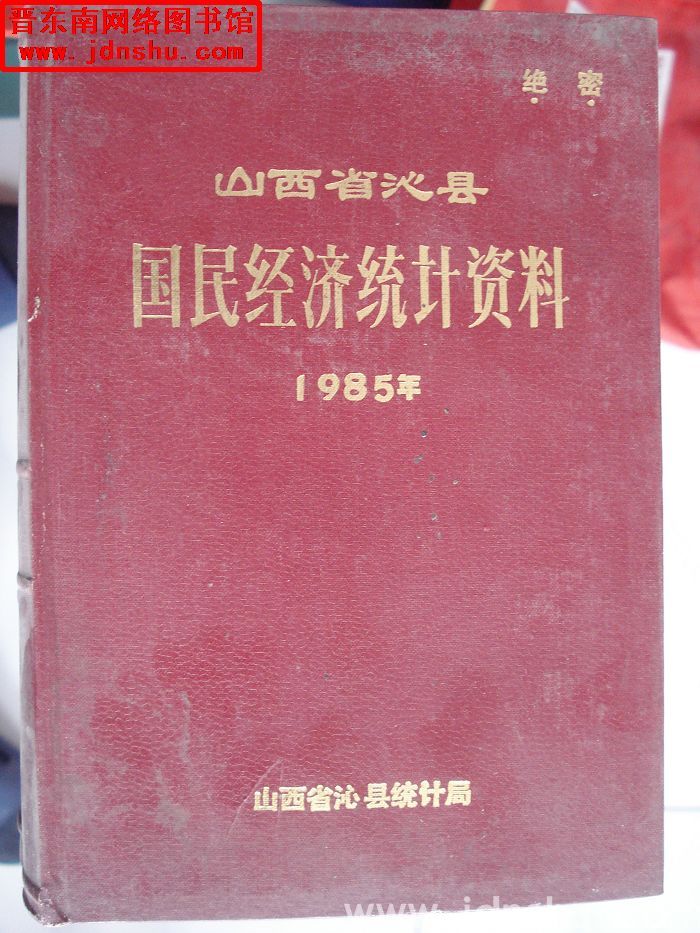 晋东南网络图书馆
www.jdnshu.com
绝密
山西省沁县
国民经济统计资料
1985年
山西省沁县统计局